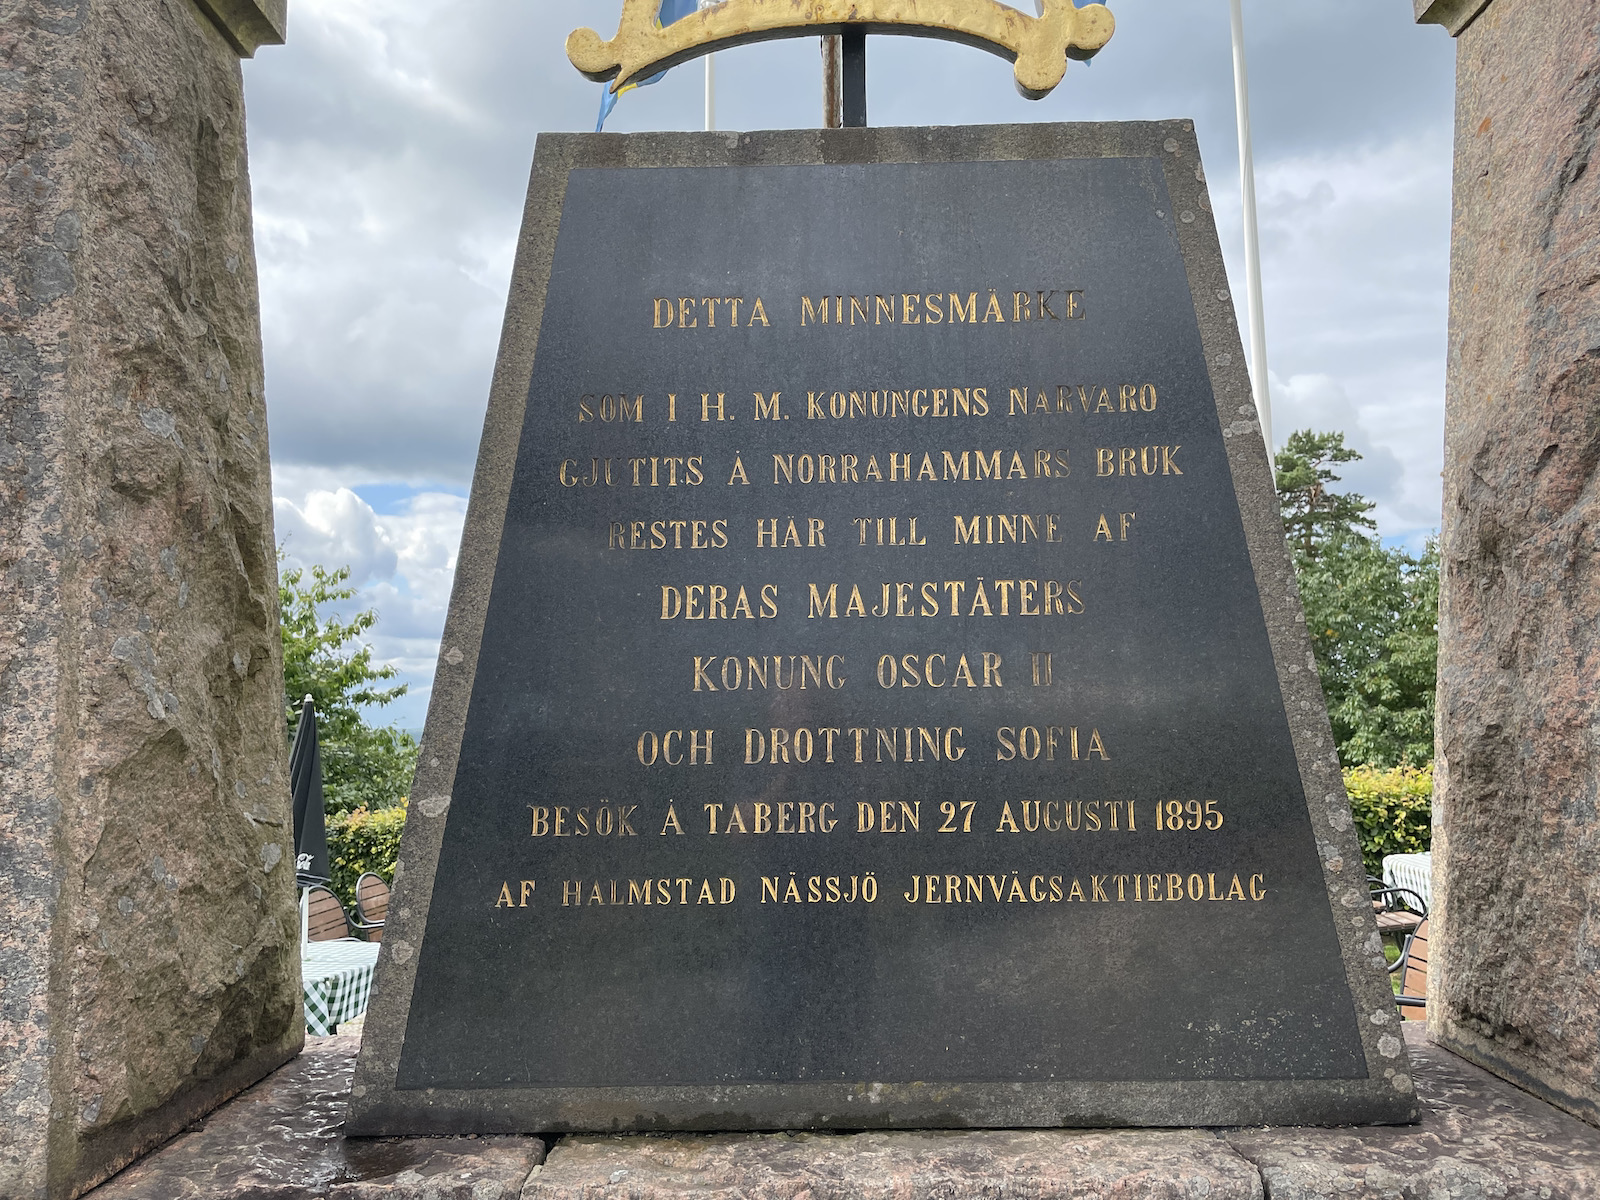 DETTA MINNESMÄRKE
SOM I H. M. KONUNGENS NARVARO
GJUTITS Å NORRAHAMMARS BRUK
RESTES HÄR TILL MINNE AF
DERAS MAJESTÄTERS
KONUNG OSCAR II
OCH DROTTNING SOFIA
BESÖK Å TABERG DEN 27 AUGUSTI 1895
AF HALMSTAD NÄSSJÖ JERNVÄGSAKTIEBOLAG